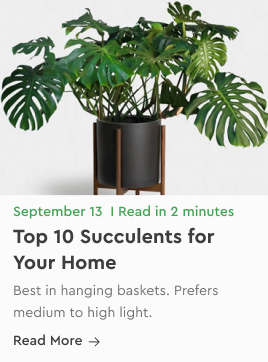 September 13 | Read in 2 minutes
Top 10 Succulents for
Your Home
Best in hanging baskets. Prefers
medium to high light.
Read More →